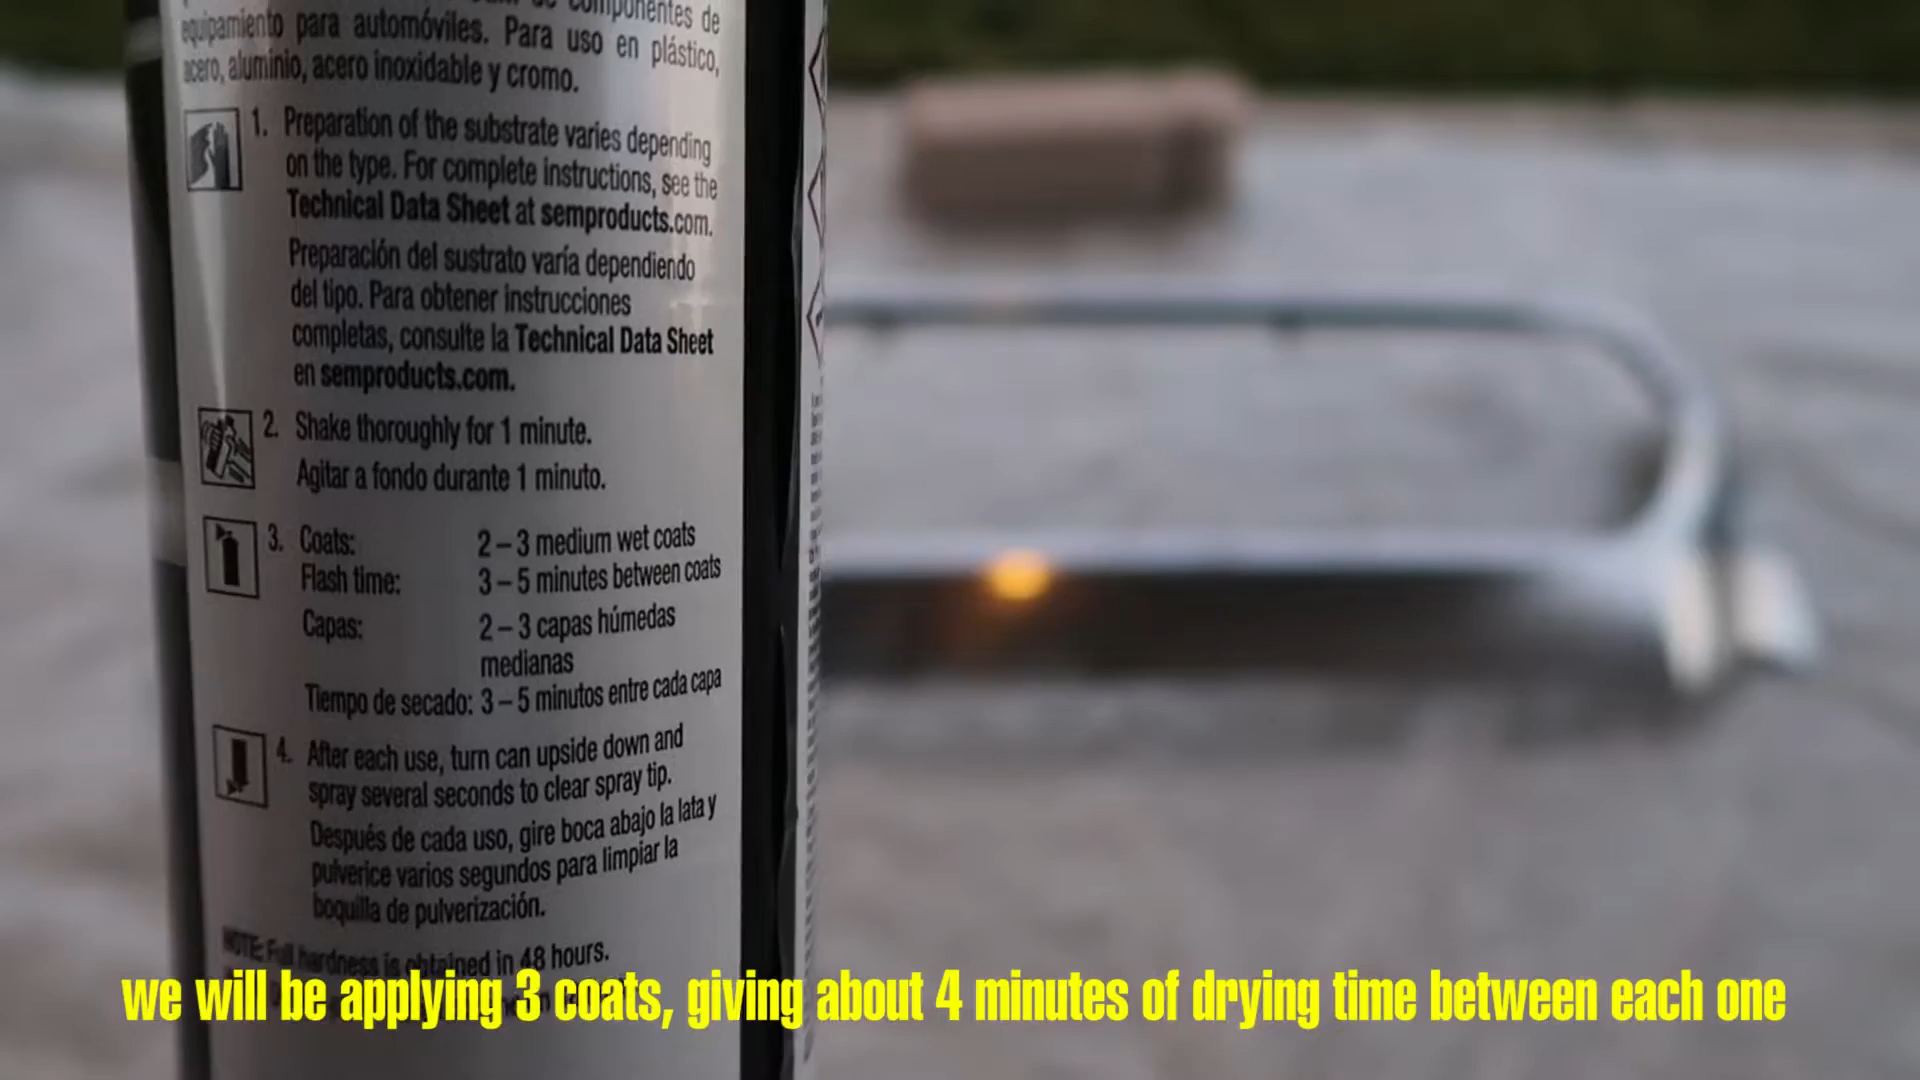 componentes de
equipamiento para automóviles. Para uso en plástico,
acero, aluminio, acero inoxidable y cromo.
1. Preparation of the substrate varies depending
on the type. For complete instructions, see the
Technical Data Sheet at semproducts.com.
Preparación del sustrato varía dependiendo
del tipo. Para obtener instrucciones
completas, consulte la Technical Data Sheet
en semproducts.com.
2. Shake thoroughly for 1 minute.
Agitar a fondo durante 1 minuto.
3. Coats: 2 – 3 medium wet coats
Flash time: 3 – 5 minutes between coats
Capas: 2 – 3 capas húmedas
medianas
Tiempo de secado: 3 – 5 minutos entre cada capa
4. After each use, turn can upside down and
spray several seconds to clear spray tip.
Después de cada uso, gire boca abajo la lata y
pulverice varios segundos para limpiar la
boquilla de pulverización.
NOTE: Full hardness is obtained in 48 hours.
we will be applying 3 coats, giving about 4 minutes of drying time between each one